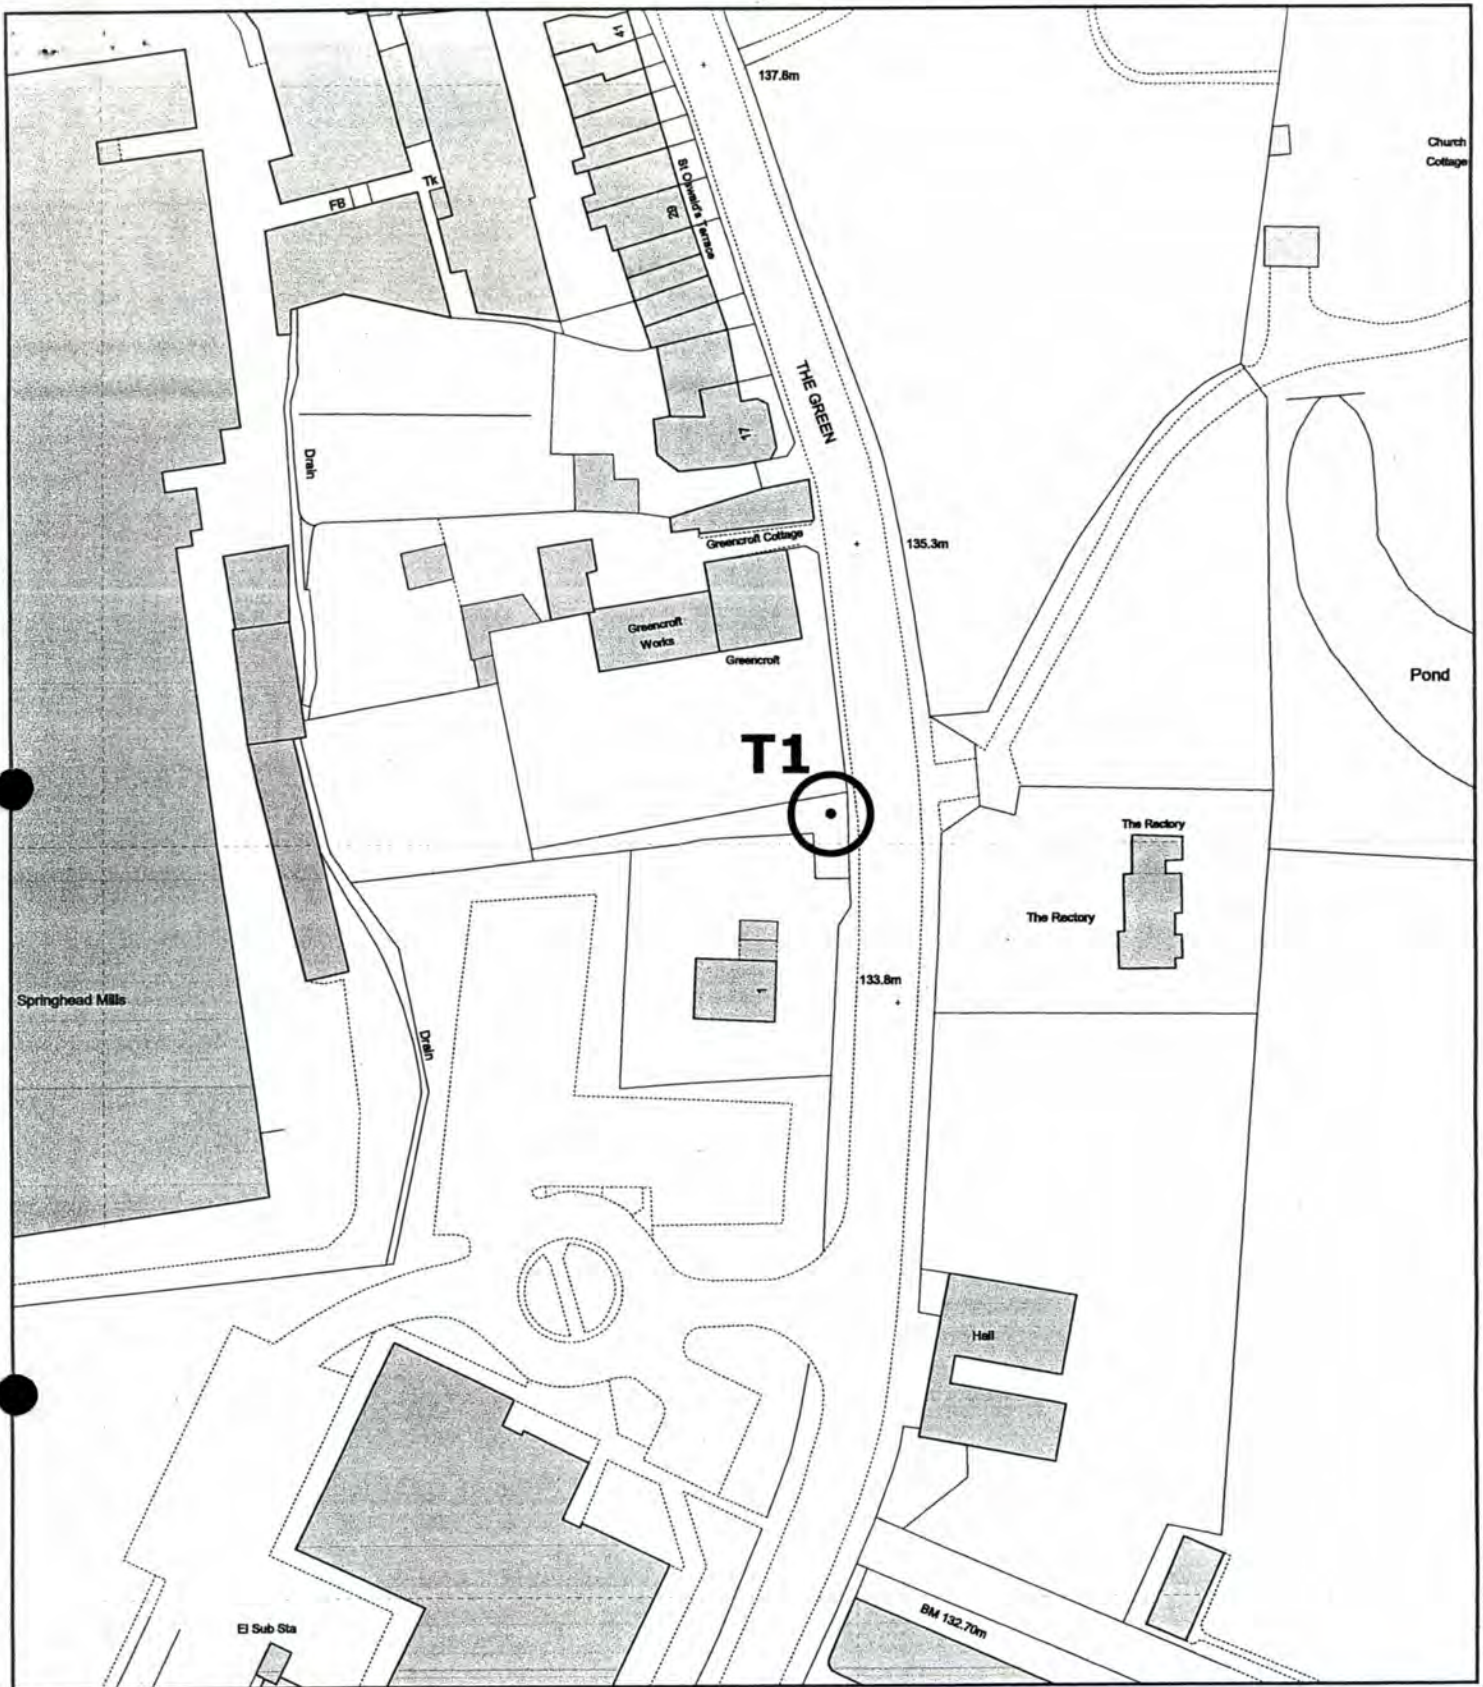 41
137.8m
Church
Cottage
Tk
FB
St Oswald's Terrace
29
THE GREEN
17
Drain
Greencroft Cottage
135.3m
Greencroft
Works
Greencroft
Pond
T1
The Rectory
The Rectory
133.8m
1
Springhead Mills
Drain
Hall
BM 132.70m
El Sub Sta